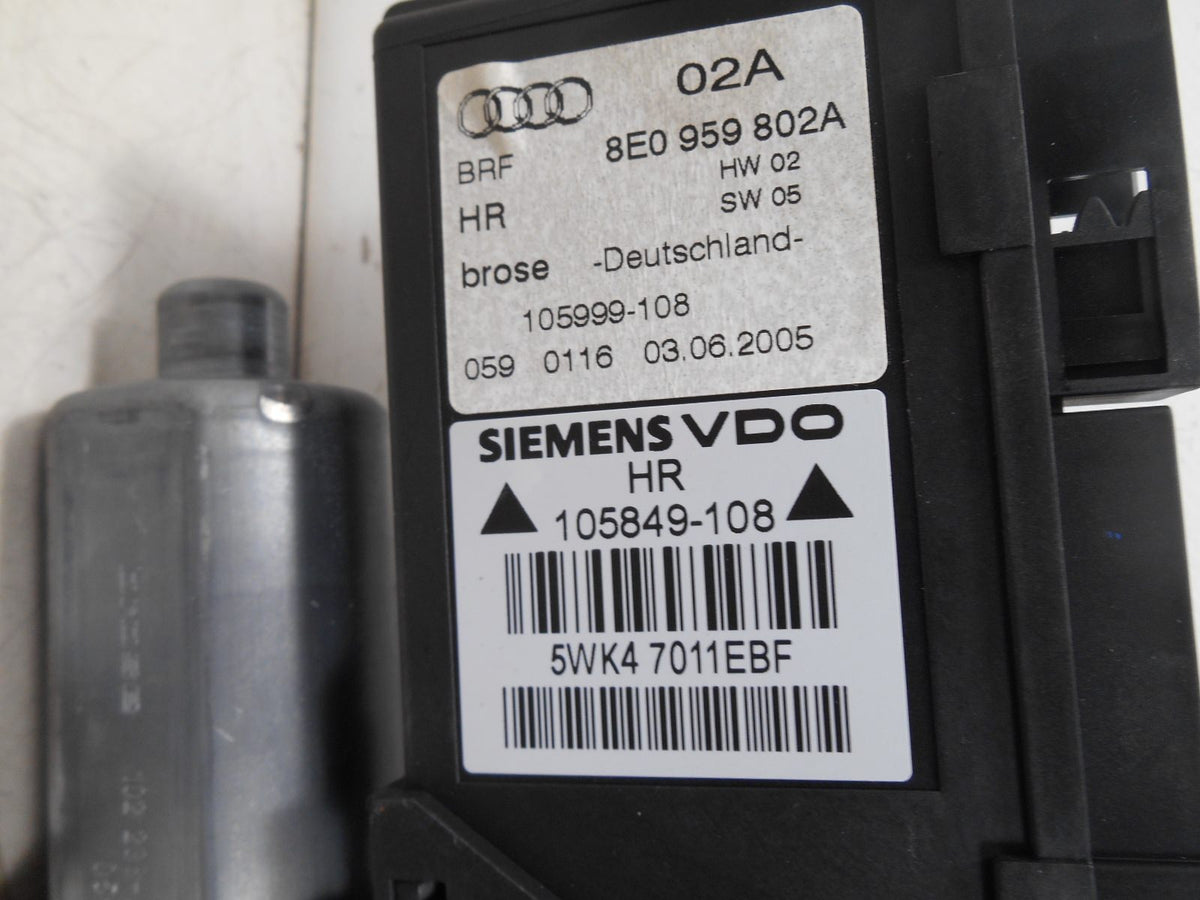 02A
8E0 959 802A
BRF
HW 02
HR
SW 05
brose -Deutschland-
105999-108
059 0116 03.06.2005
SIEMENS VDO
HR
105849-108
5WK4 7011EBF